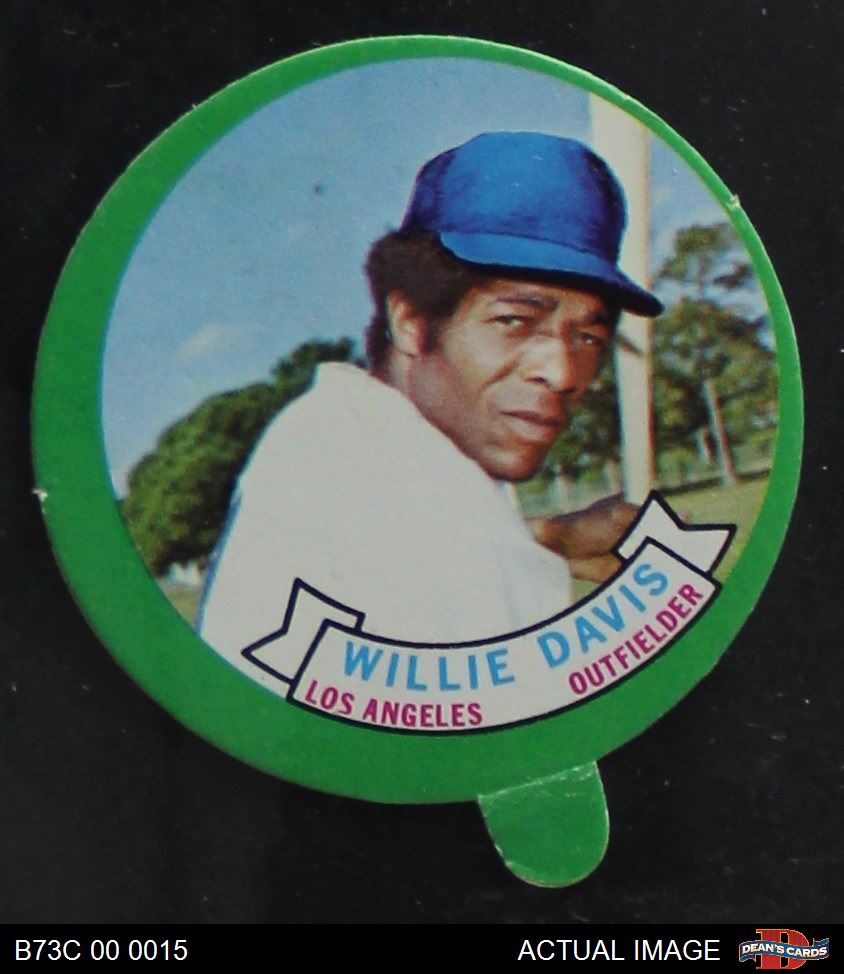 WILLIE DAVIS
LOS ANGELES OUTFIELDER
B73C 00 0015 ACTUAL IMAGE D DEAN'S CARDS